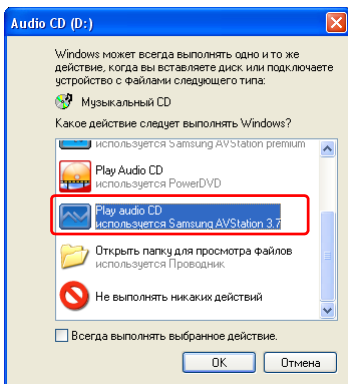 Audio CD (D:)
Windows может всегда выполнять одно и то же
действие, когда вы вставляете диск или подключаете
устройство с файлами следующего типа:
Музыкальный CD
Какое действие следует выполнять Windows?
используется Samsung AVStation premium
Play Audio CD
используется PowerDVD
Play audio CD
используется Samsung AVStation 3.7
Открыть папку для просмотра файлов
используется Проводник
Не выполнять никаких действий
Всегда выполнять выбранное действие.
OK
Отмена